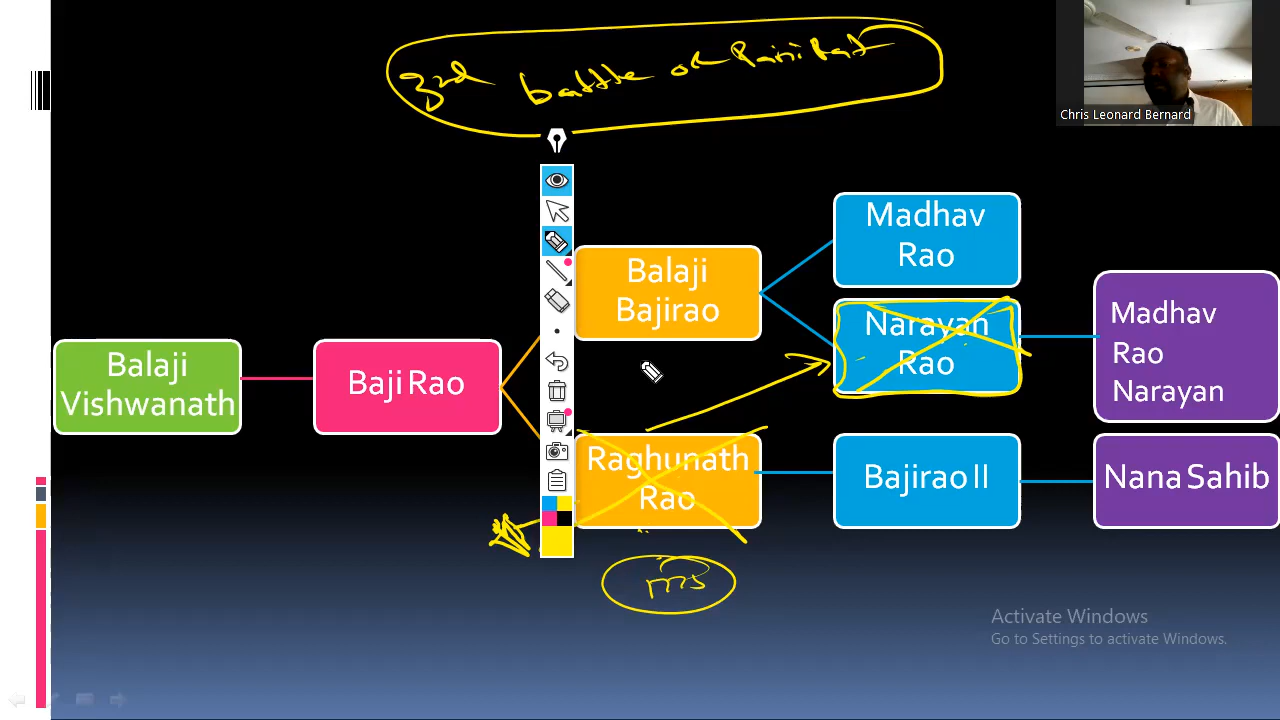 3rd battle of Panipat
Chris Leonard Bernard
Madhav
Rao
Balaji
Bajirao
Narayan
Rao
Madhav
Rao
Narayan
Balaji
Vishwanath
Baji Rao
Raghunath
Rao
Bajirao II
Nana Sahib
Activate Windows
Go to Settings to activate Windows.